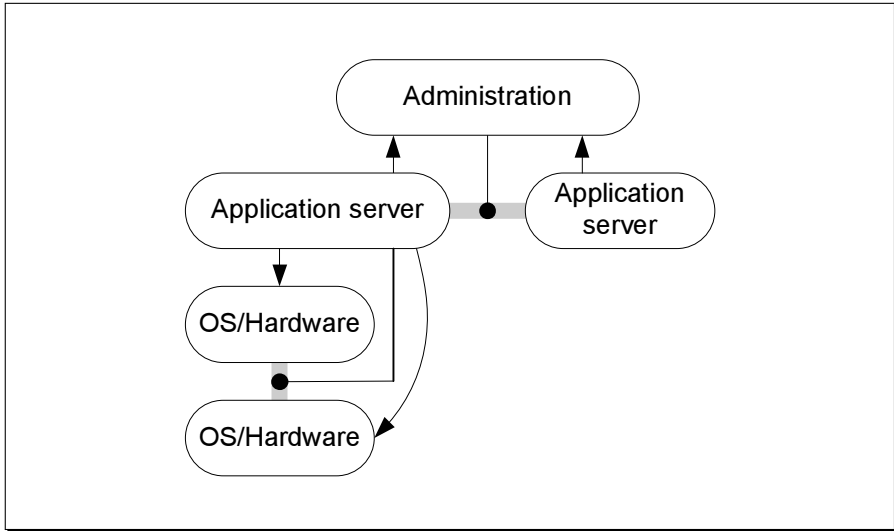 Administration
Application server
Application
server
OS/Hardware
OS/Hardware